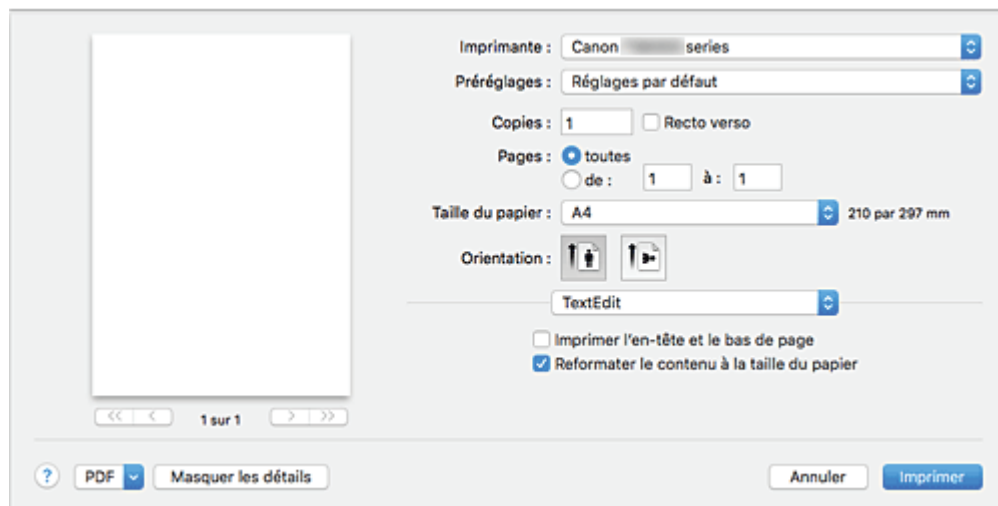 Imprimante : Canon series
Préréglages : Réglages par défaut
Copies : 1 Recto verso
Pages : toutes
de : 1 à : 1
Taille du papier : A4 210 par 297 mm
Orientation :
TextEdit
Imprimer l'en-tête et le bas de page
Reformater le contenu à la taille du papier
<< < 1 sur 1 > >>
? PDF Masquer les détails Annuler Imprimer